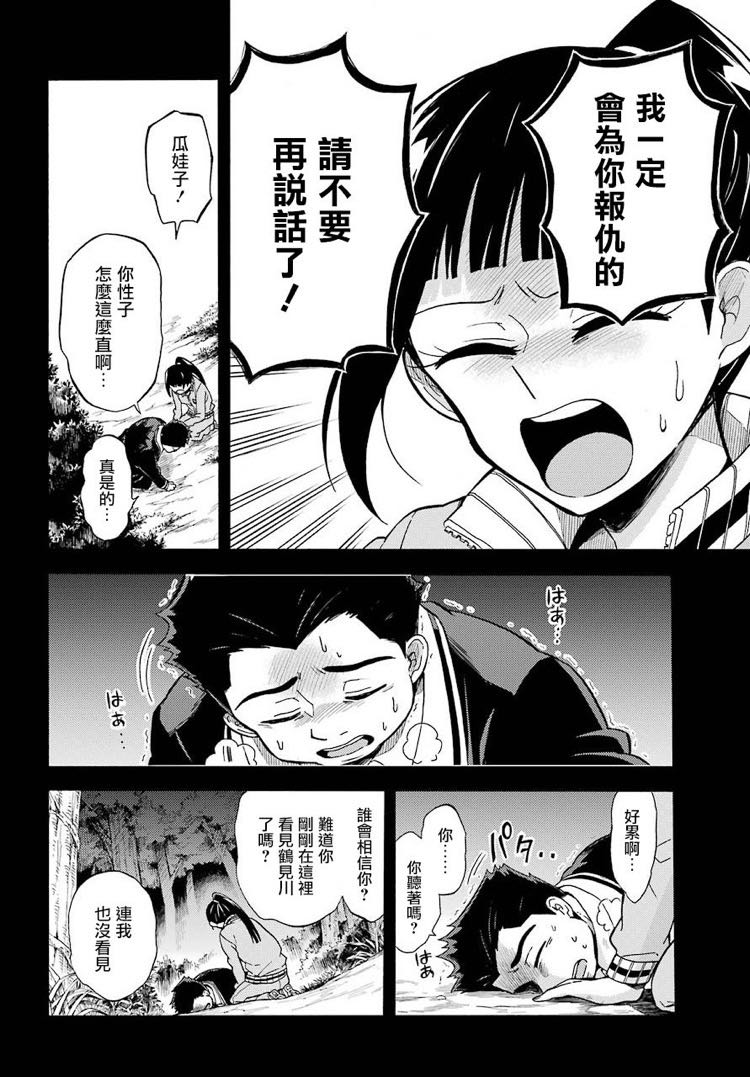 我一定
會為你報仇的
請不要
再說話了！
瓜娃子！
你性子
怎麼這麼直啊…
真是的…
はぁ…
はぁ…
好累啊…
你……
你聽著嗎？
パタ…
はぁ
誰會相信你？
難道你
剛剛在這裡
看見鶴見川
了嗎？
連我
也沒看見